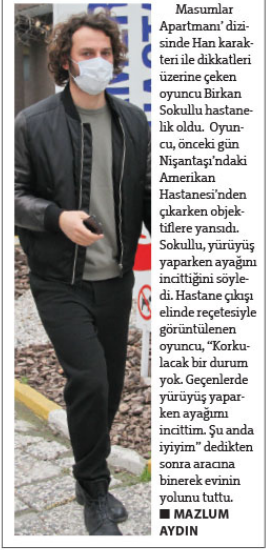 Masumlar
Apartmanı' dizi-
sinde Han karak-
teri ile dikkatleri
üzerine çeken
oyuncu Birkan
Sokullu hastane-
lik oldu. Oyun-
cu, önceki gün
Nişantaşı'ndaki
Amerikan
Hastanesi'nden
çıkarken objek-
tiflere yansıdı.
Sokullu, yürüyüş
yaparken ayağını
incittiğini söyle-
di. Hastane çıkışı
elinde reçetesiyle
görüntülenen
oyuncu, "Korku-
lacak bir durum
yok. Geçenlerde
yürüyüş yapar-
ken ayağımı
incittim. Şu anda
iyiyim" dedikten
sonra aracına
binerek evinin
yolunu tuttu.
■ MAZLUM
AYDIN